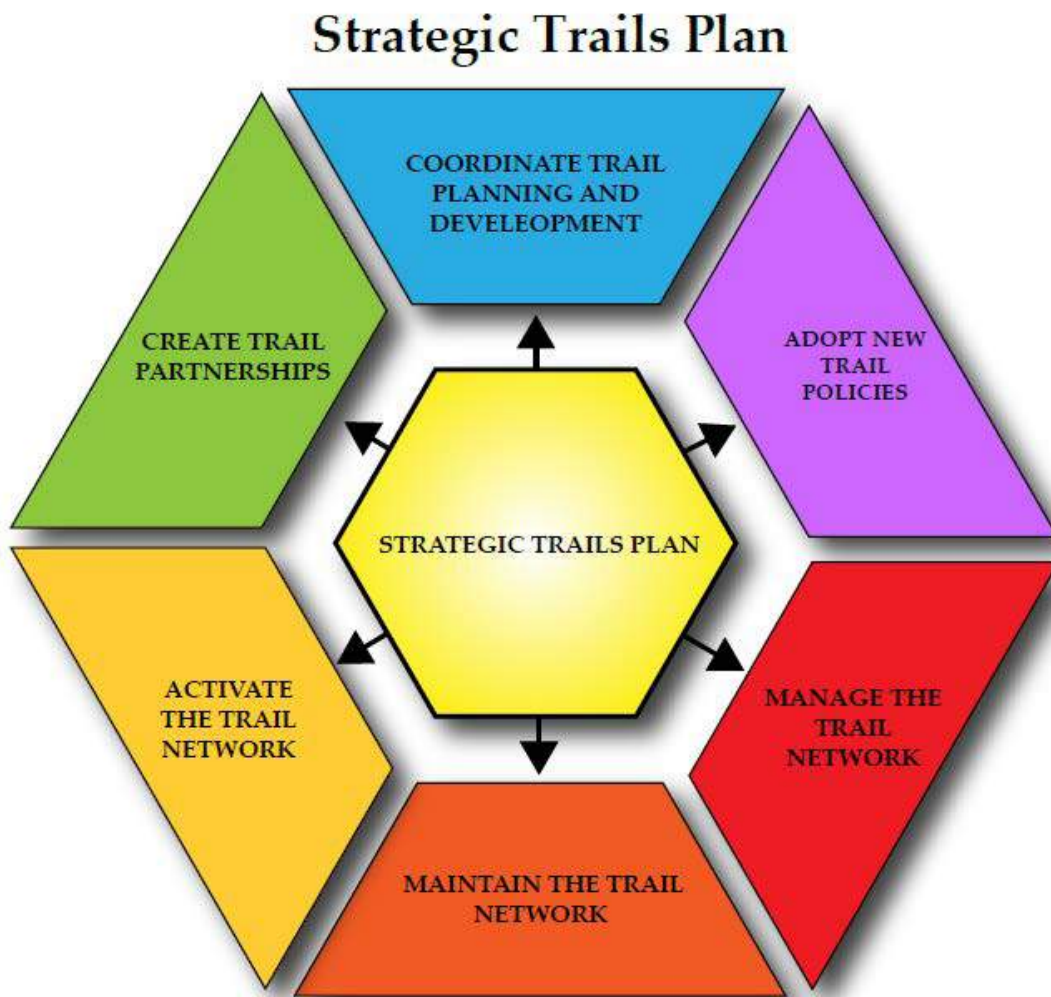 Strategic Trails Plan
COORDINATE TRAIL
PLANNING AND
DEVELEOPMENT
CREATE TRAIL
PARTNERSHIPS
ADOPT NEW
TRAIL
POLICIES
STRATEGIC TRAILS PLAN
ACTIVATE
THE TRAIL
NETWORK
MANAGE THE
TRAIL
NETWORK
MAINTAIN THE TRAIL
NETWORK